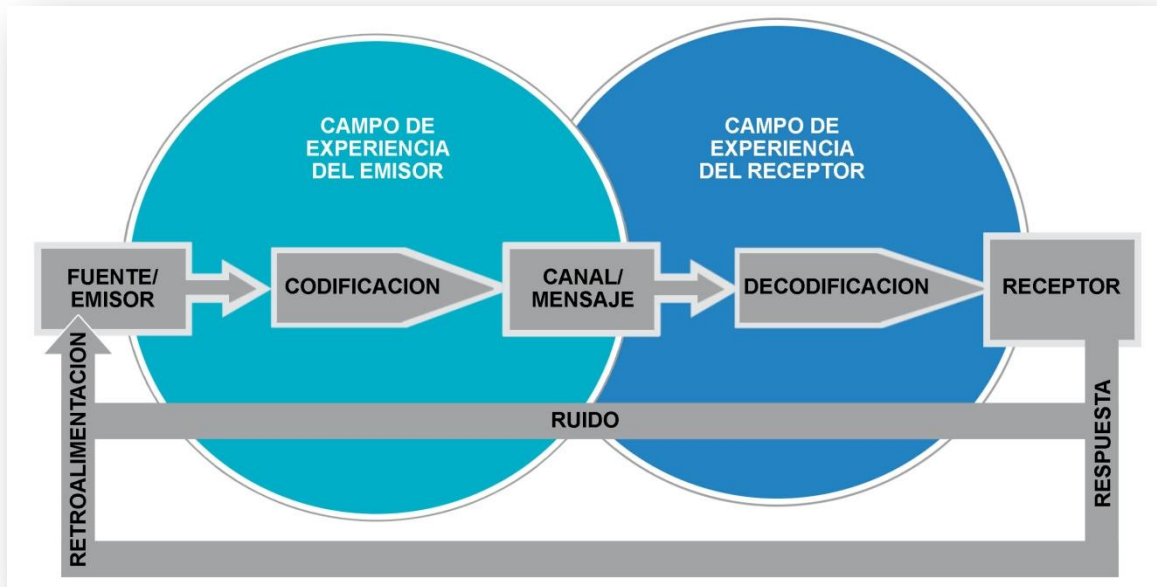 CAMPO DE
EXPERIENCIA
DEL EMISOR
CAMPO DE
EXPERIENCIA
DEL RECEPTOR
FUENTE/
EMISOR
CODIFICACION
CANAL/
MENSAJE
DECODIFICACION
RECEPTOR
RUIDO
RETROALIMENTACION
RESPUESTA